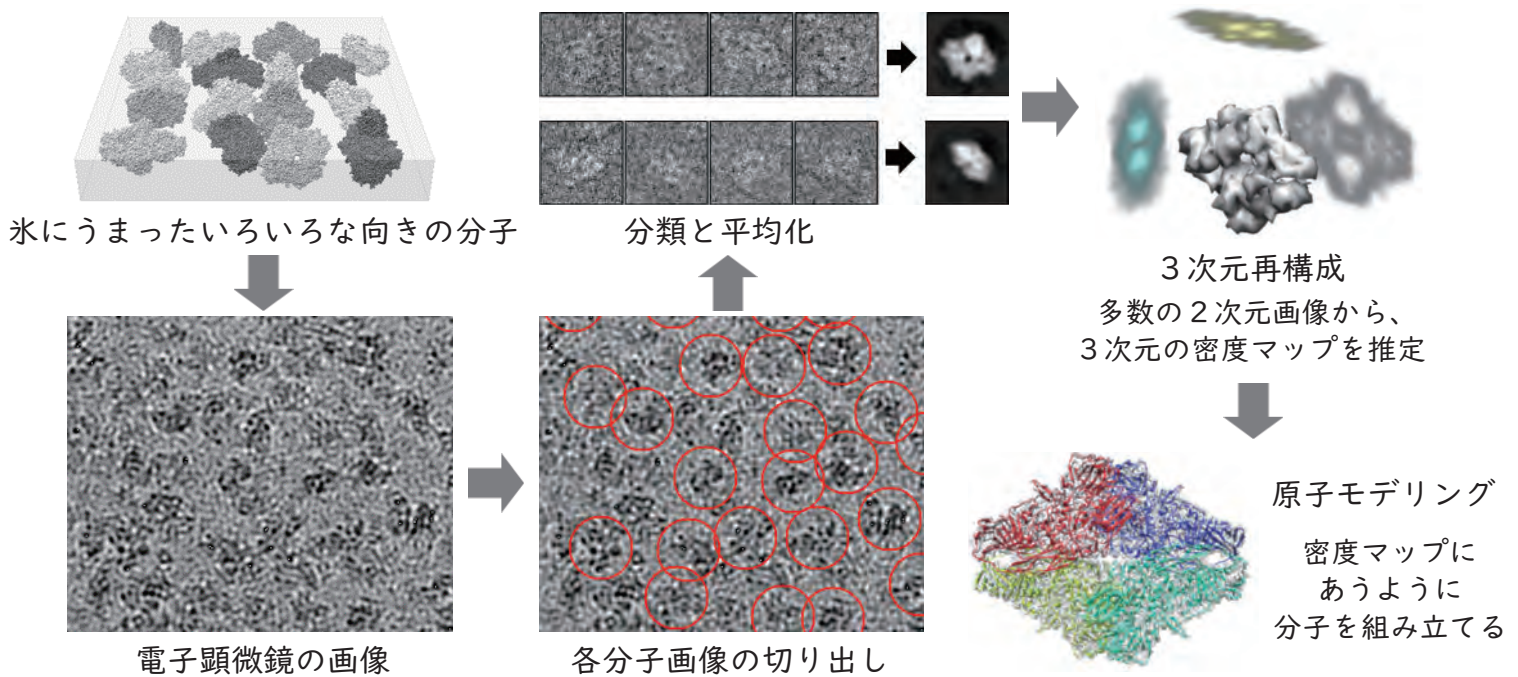 氷にうまったいろいろな向きの分子
電子顕微鏡の画像
各分子画像の切り出し
分類と平均化
３次元再構成
多数の２次元画像から、
３次元の密度マップを推定
原子モデリング
密度マップに
あうように
分子を組み立てる